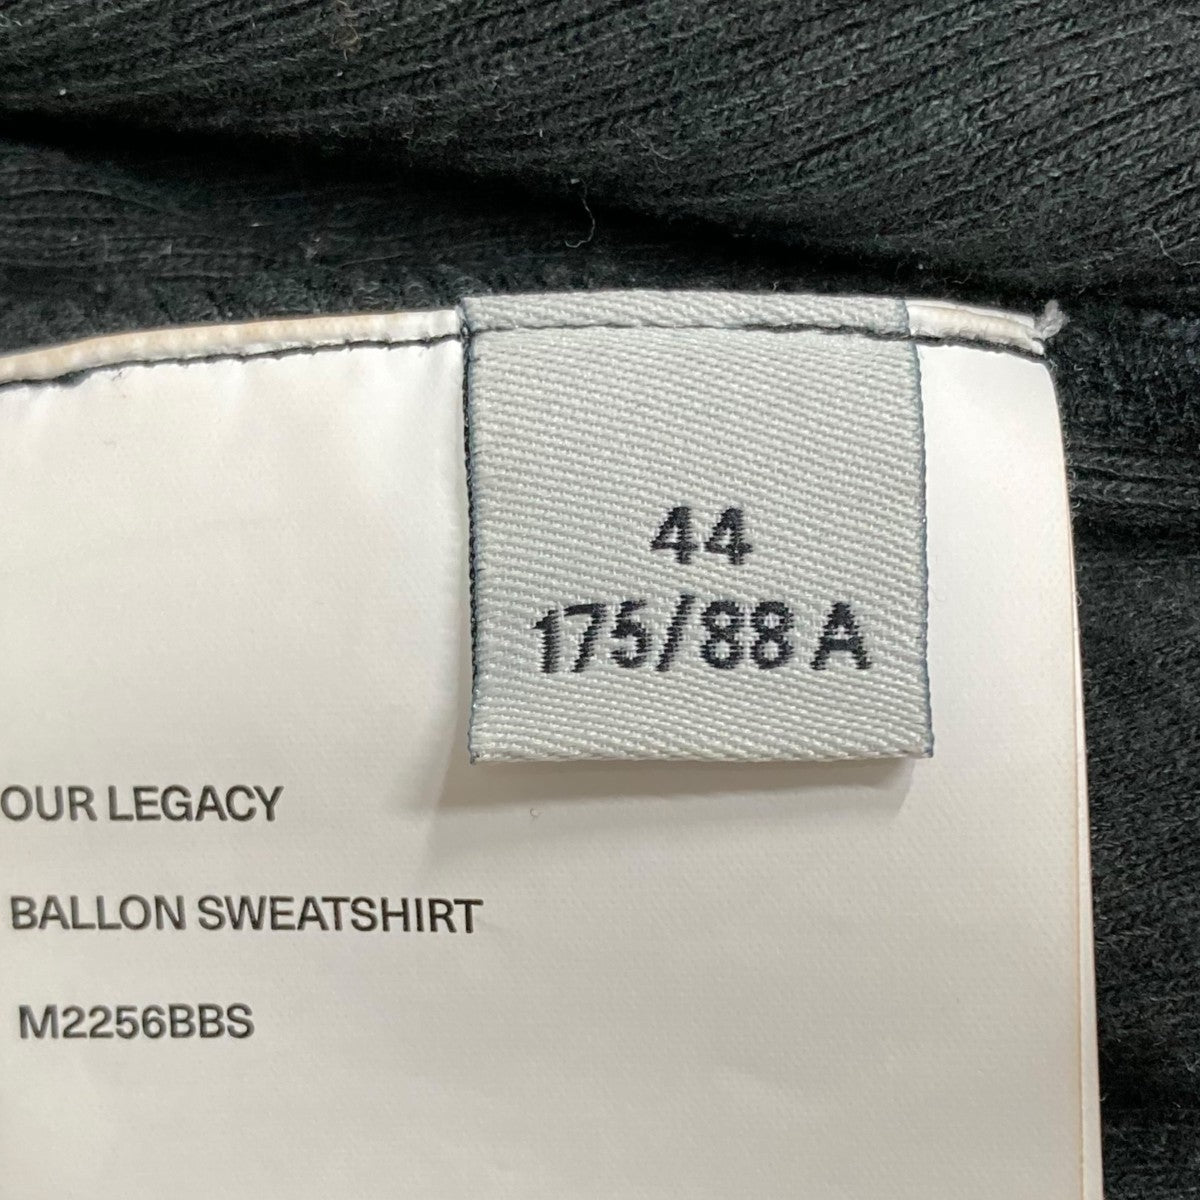 44
175/88 A
OUR LEGACY
BALLON SWEATSHIRT
M2256BBS